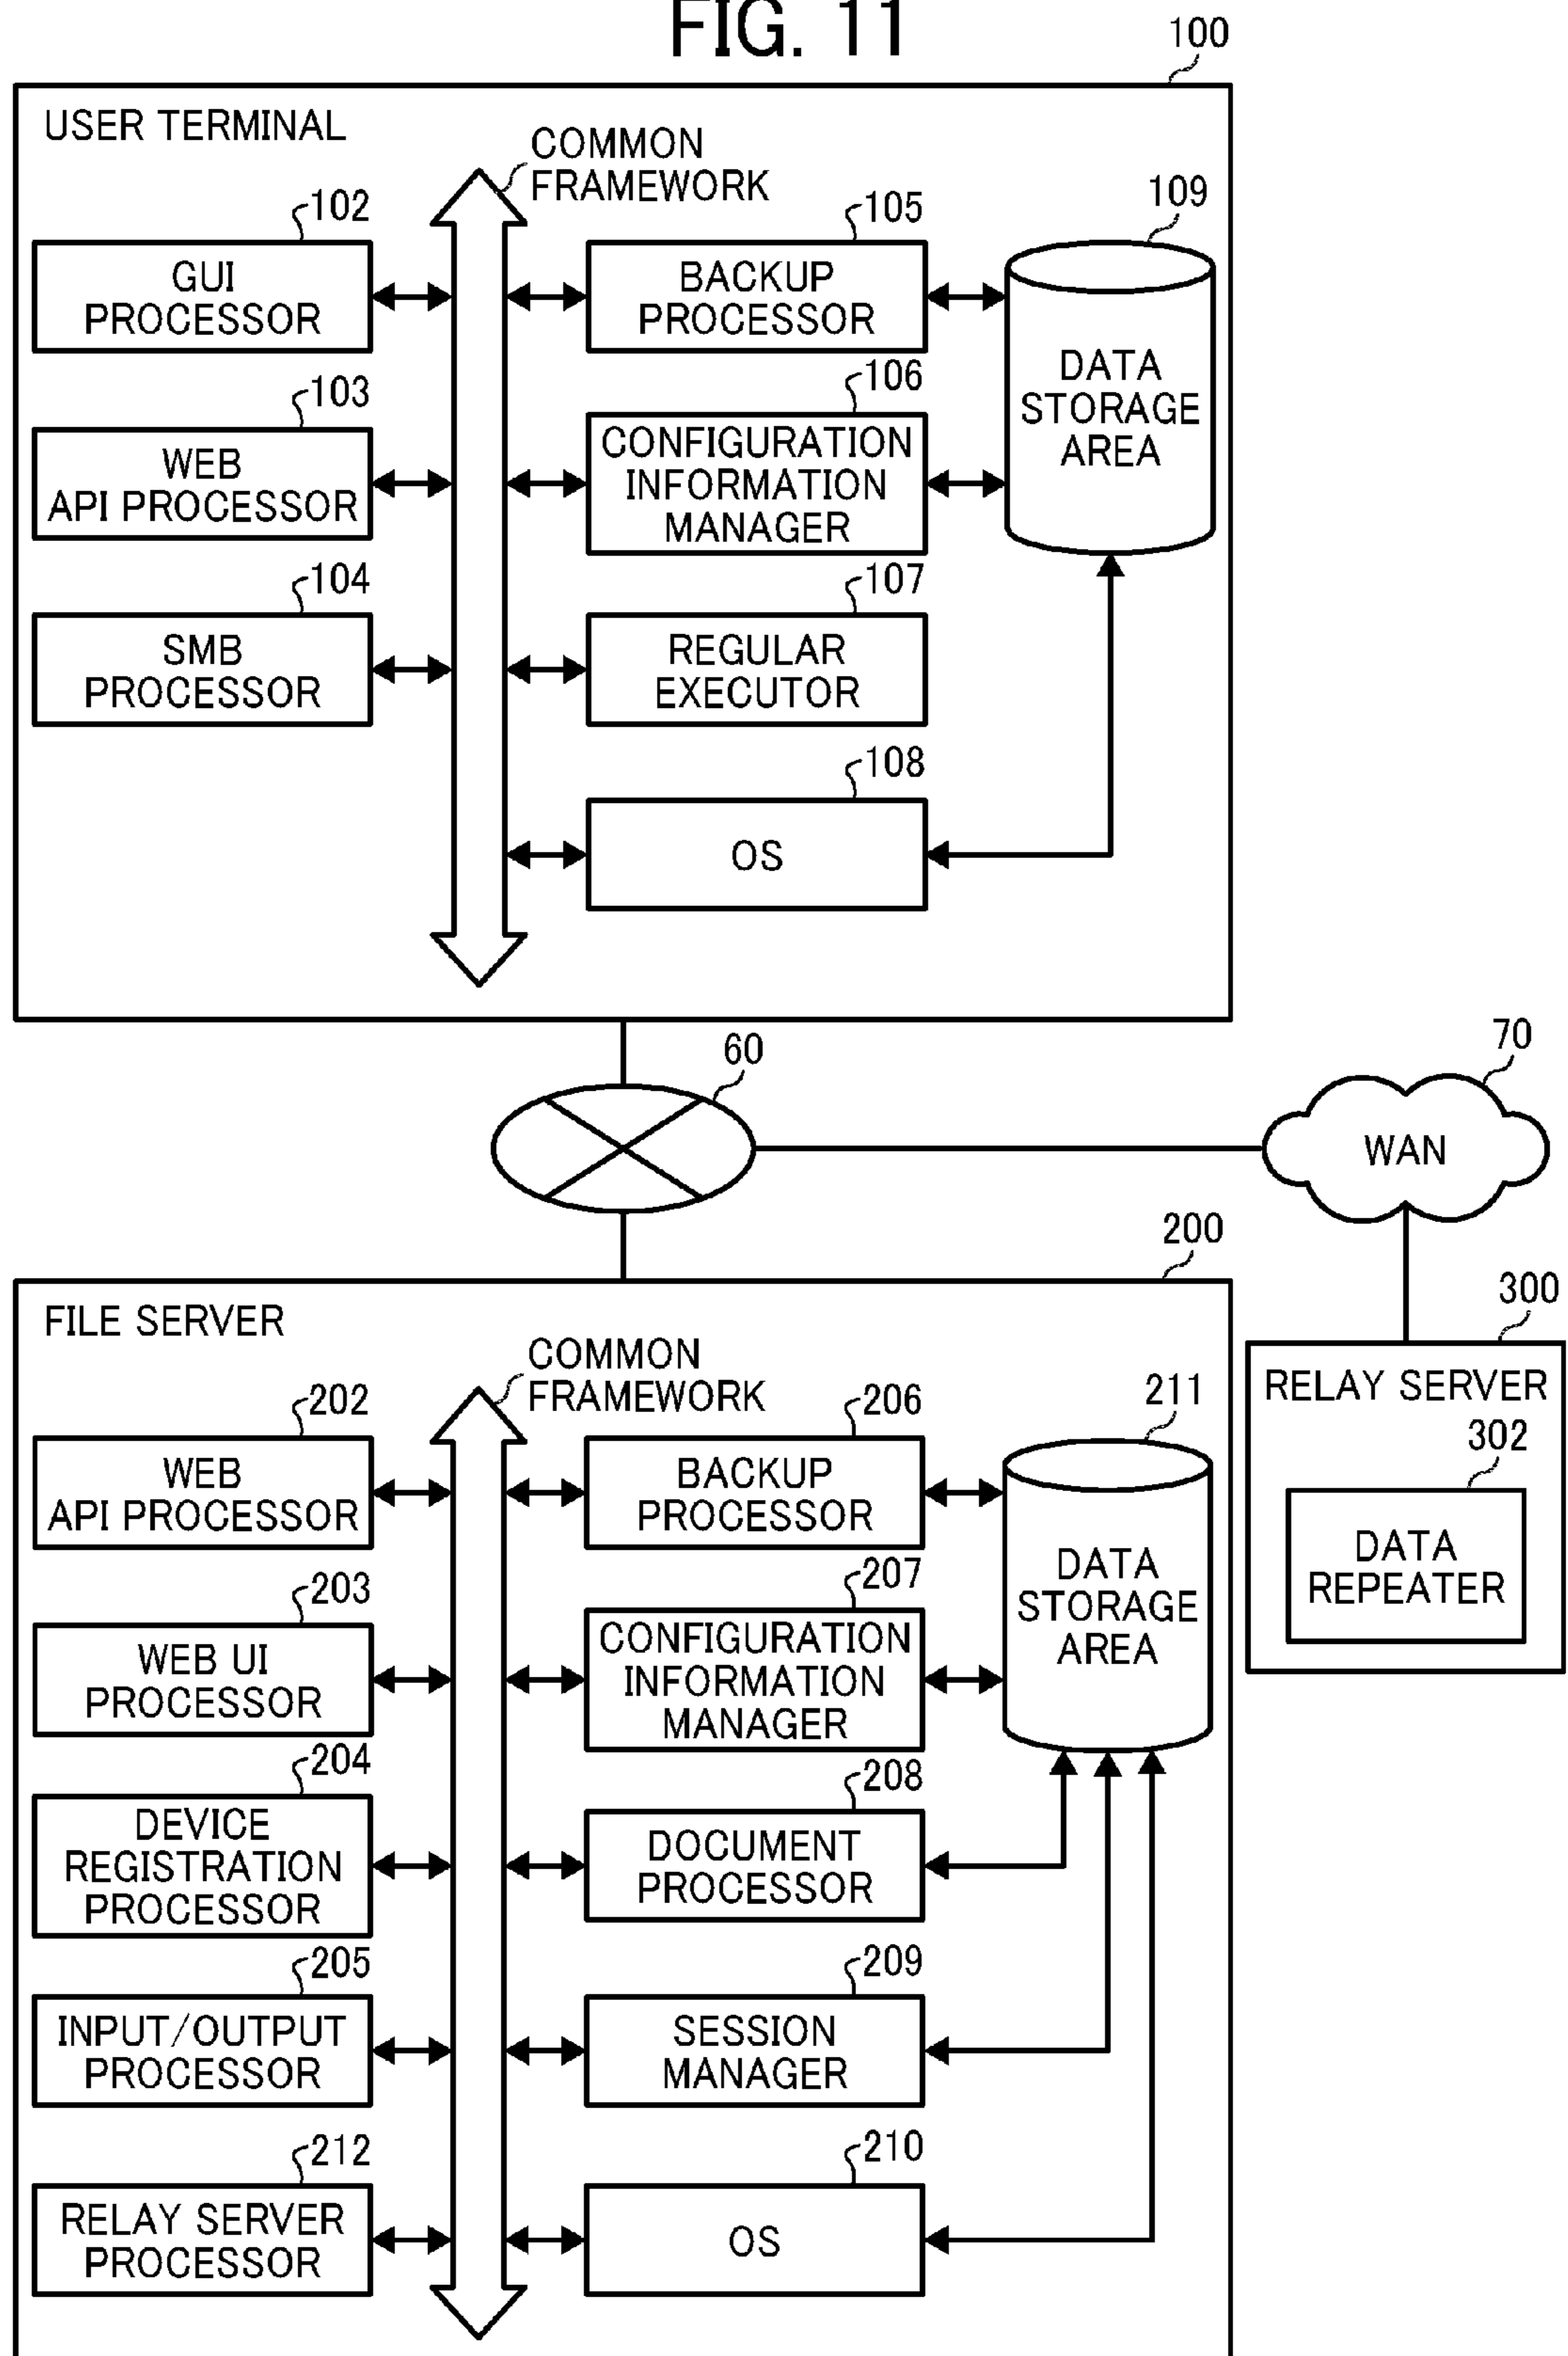 FIG. 11
100
USER TERMINAL
COMMON
FRAMEWORK
102
GUI
PROCESSOR
105
BACKUP
PROCESSOR
109
DATA
STORAGE
AREA
103
WEB
API PROCESSOR
106
CONFIGURATION
INFORMATION
MANAGER
104
SMB
PROCESSOR
107
REGULAR
EXECUTOR
108
OS
60
70
WAN
200
FILE SERVER
COMMON
FRAMEWORK
300
RELAY SERVER
302
DATA
REPEATER
202
WEB
API PROCESSOR
206
BACKUP
PROCESSOR
211
DATA
STORAGE
AREA
203
WEB UI
PROCESSOR
207
CONFIGURATION
INFORMATION
MANAGER
204
DEVICE
REGISTRATION
PROCESSOR
208
DOCUMENT
PROCESSOR
205
INPUT/OUTPUT
PROCESSOR
209
SESSION
MANAGER
212
RELAY SERVER
PROCESSOR
210
OS